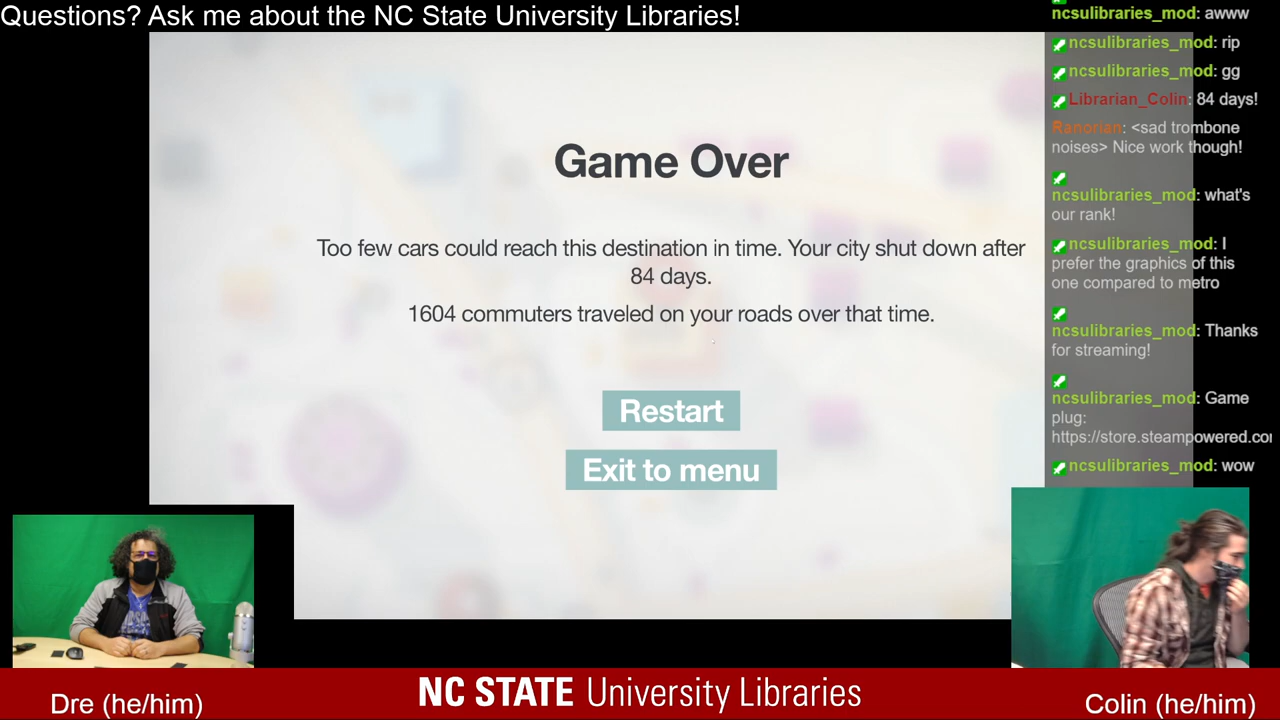 Questions? Ask me about the NC State University Libraries!
Game Over
Too few cars could reach this destination in time. Your city shut down after
84 days.
1604 commuters traveled on your roads over that time.
Restart
Exit to menu
ncsulibraries_mod: awww
ncsulibraries_mod: rip
ncsulibraries_mod: gg
Librarian_Colin: 84 days!
Ranorian: <sad trombone
noises> Nice work though!
ncsulibraries_mod: what's
our rank!
ncsulibraries_mod: I
prefer the graphics of this
one compared to metro
ncsulibraries_mod: Thanks
for streaming!
ncsulibraries_mod: Game
plug:
https://store.steampowered.co
ncsulibraries_mod: wow
Dre (he/him)
NC STATE University Libraries
Colin (he/him)